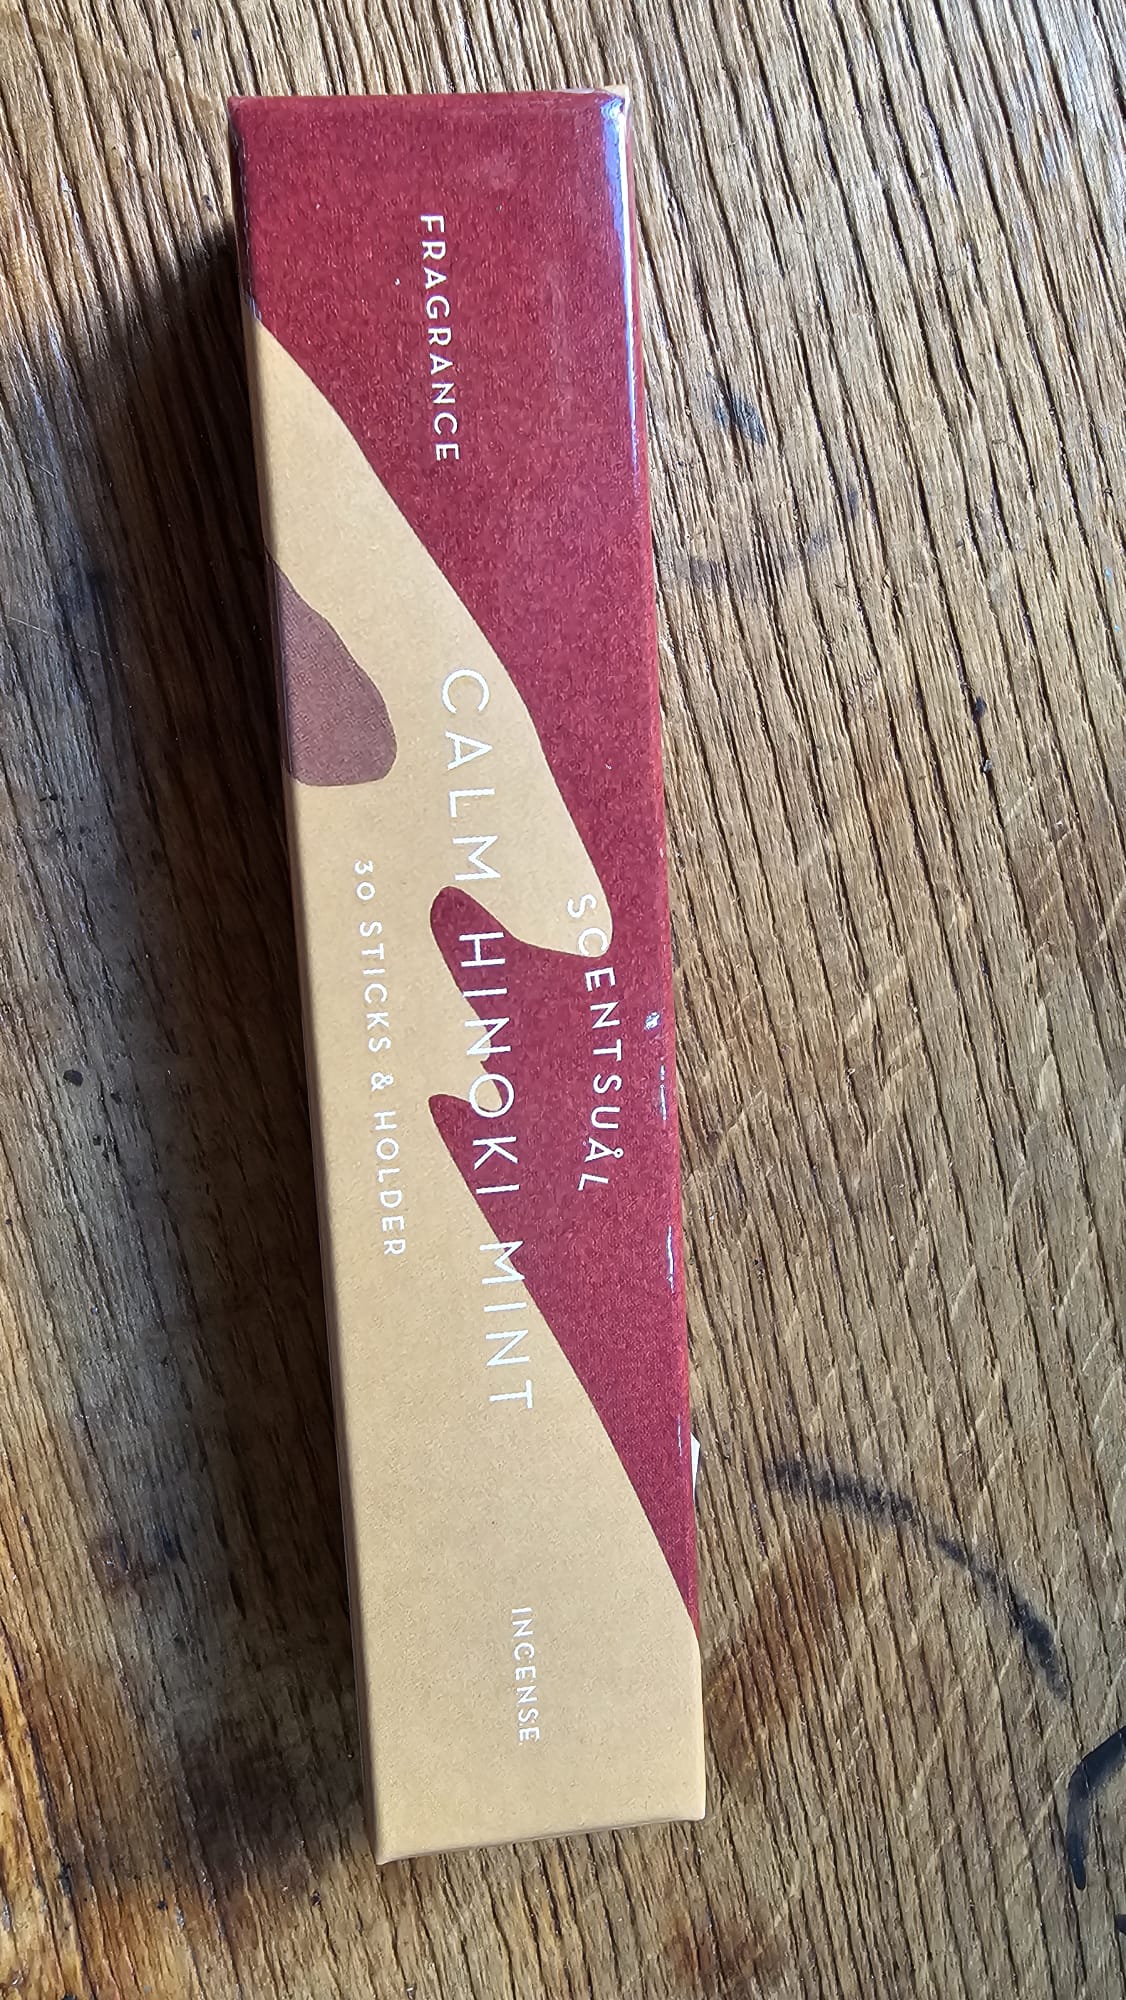 SCENTSUÅL
FRAGRANCE
CALM HINOKI MINT
INCENSE
30 STICKS & HOLDER